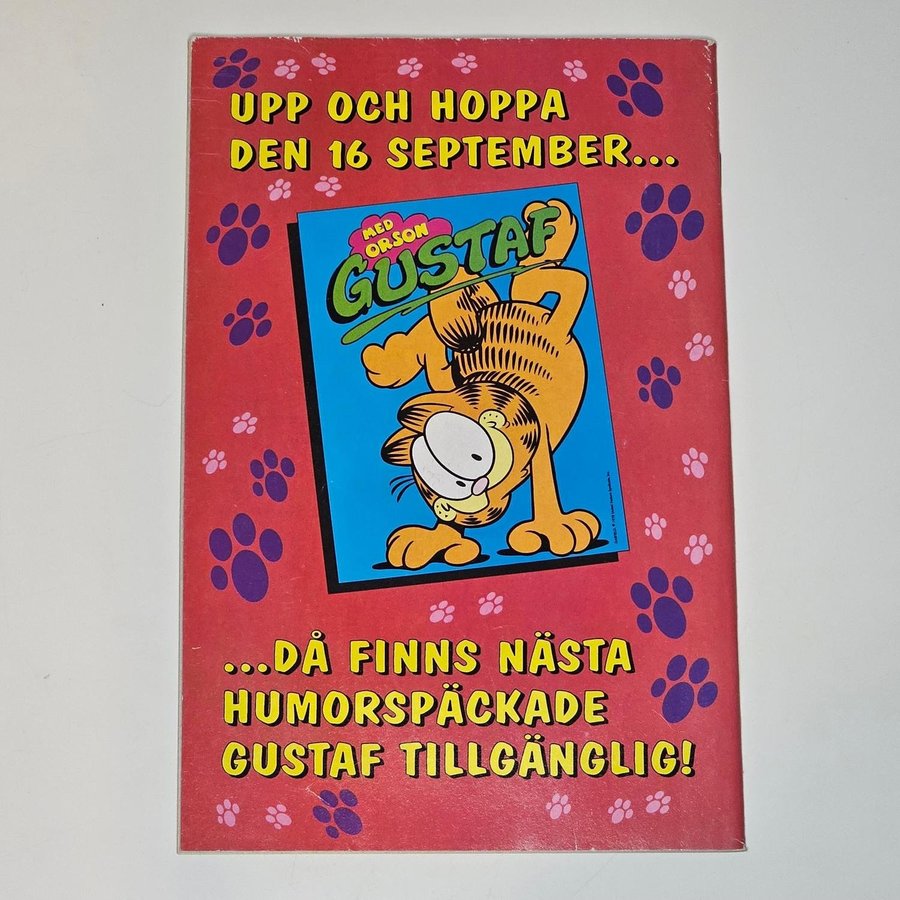 UPP OCH HOPPA
DEN 16 SEPTEMBER...
MED
ORSON
GUSTAF
...DÅ FINNS NÄSTA
HUMORSPÄCKADE
GUSTAF TILLGÄNGLIG!